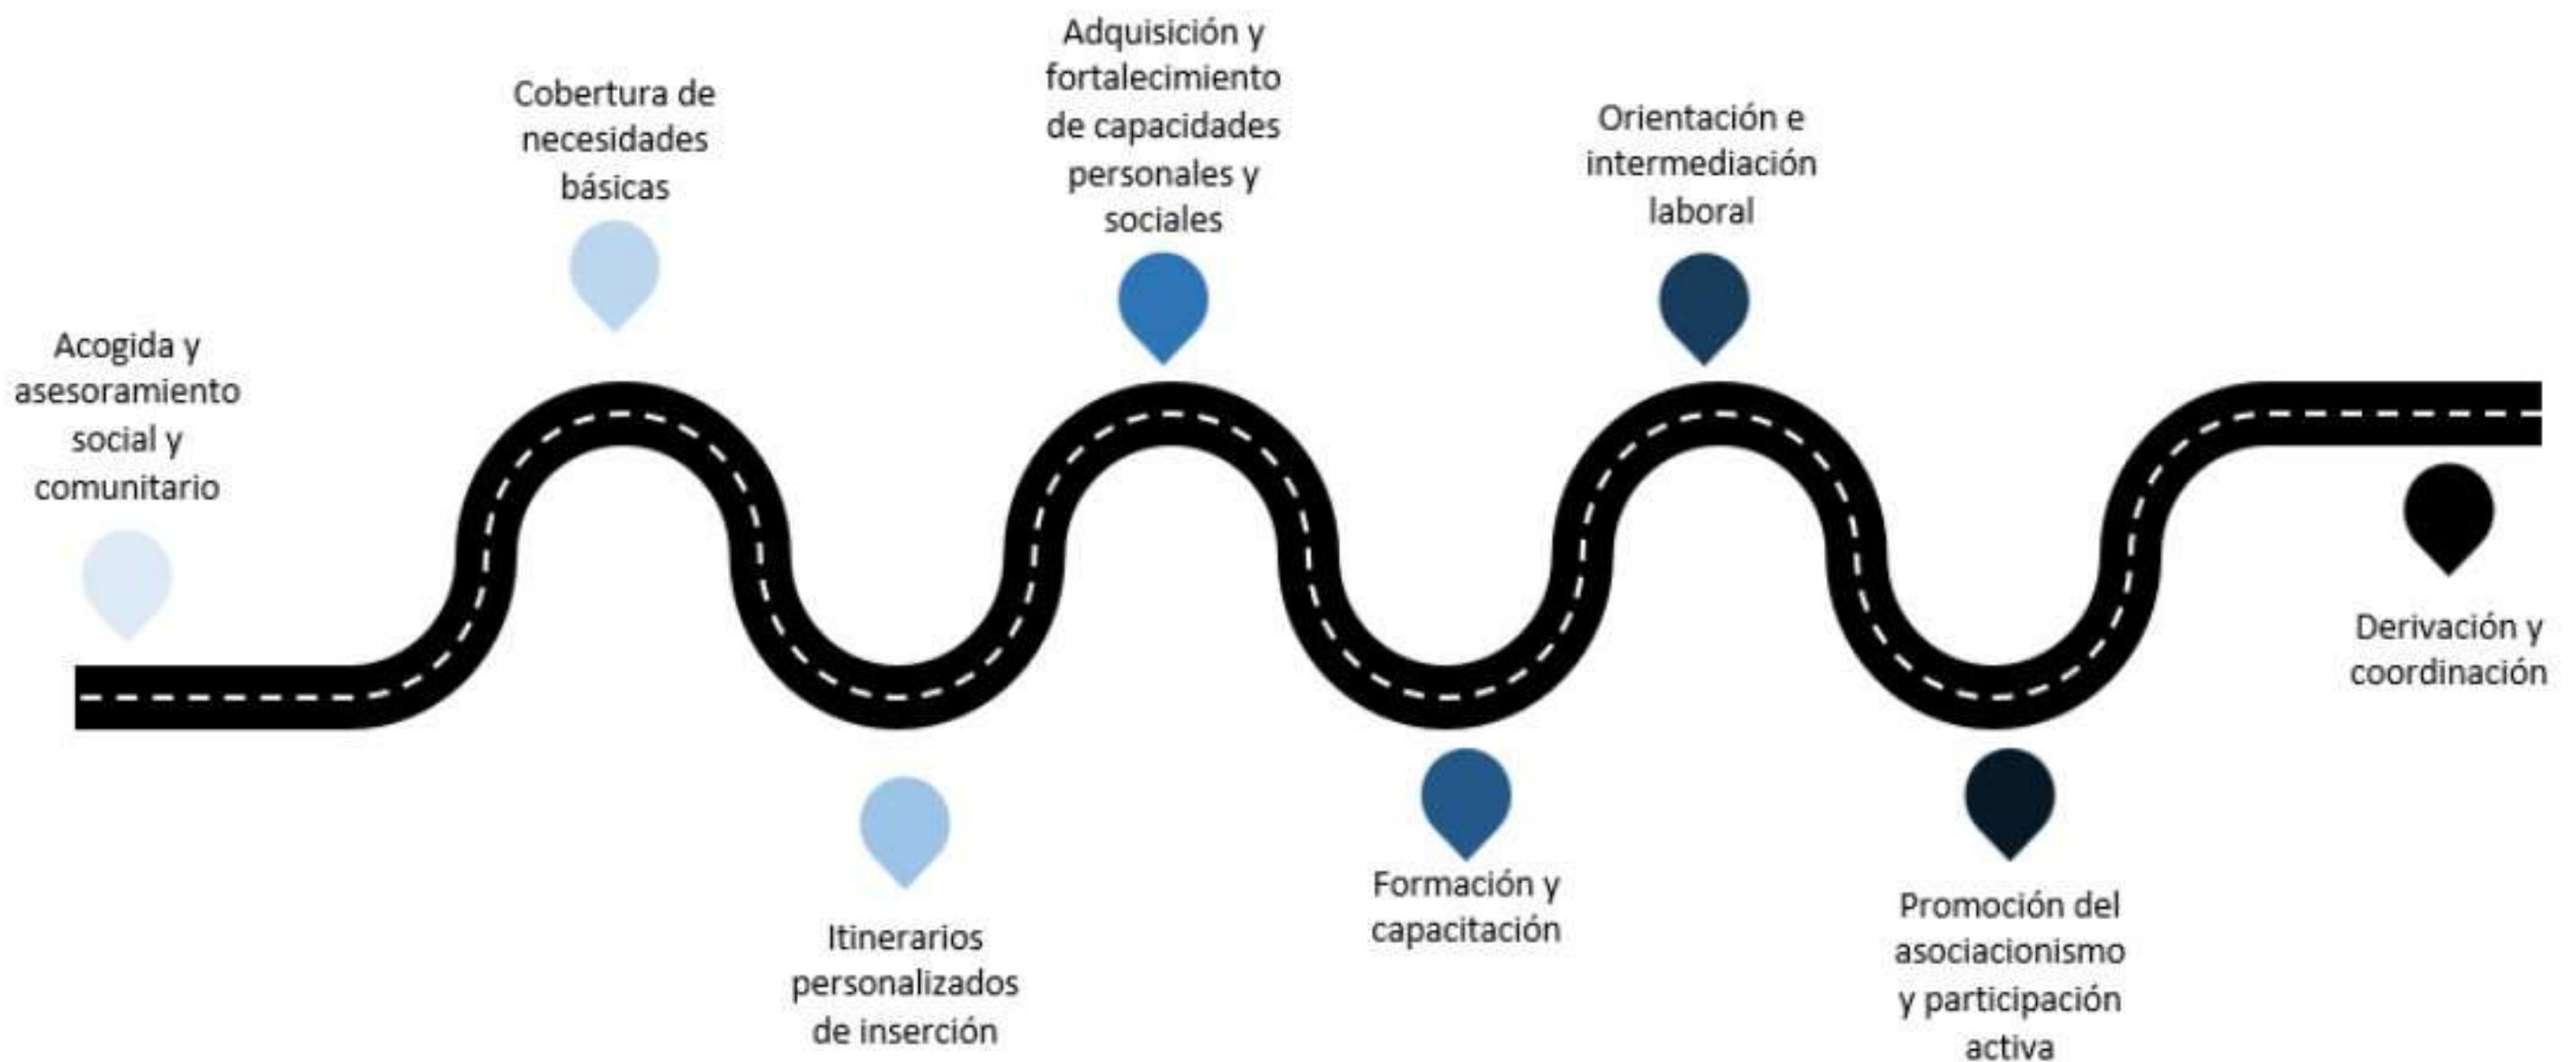 Acogida y
asesoramiento
social y
comunitario
Cobertura de
necesidades
básicas
Itinerarios
personalizados
de inserción
Adquisición y
fortalecimiento
de capacidades
personales y
sociales
Formación y
capacitación
Orientación e
intermediación
laboral
Promoción del
asociacionismo
y participación
activa
Derivación y
coordinación